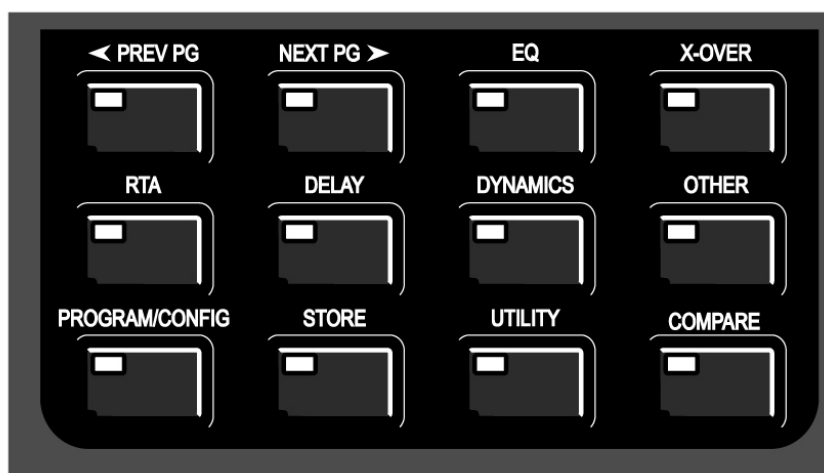 ◄ PREV PG NEXT PG ➤ EQ X-OVER
RTA DELAY DYNAMICS OTHER
PROGRAM/CONFIG STORE UTILITY COMPARE